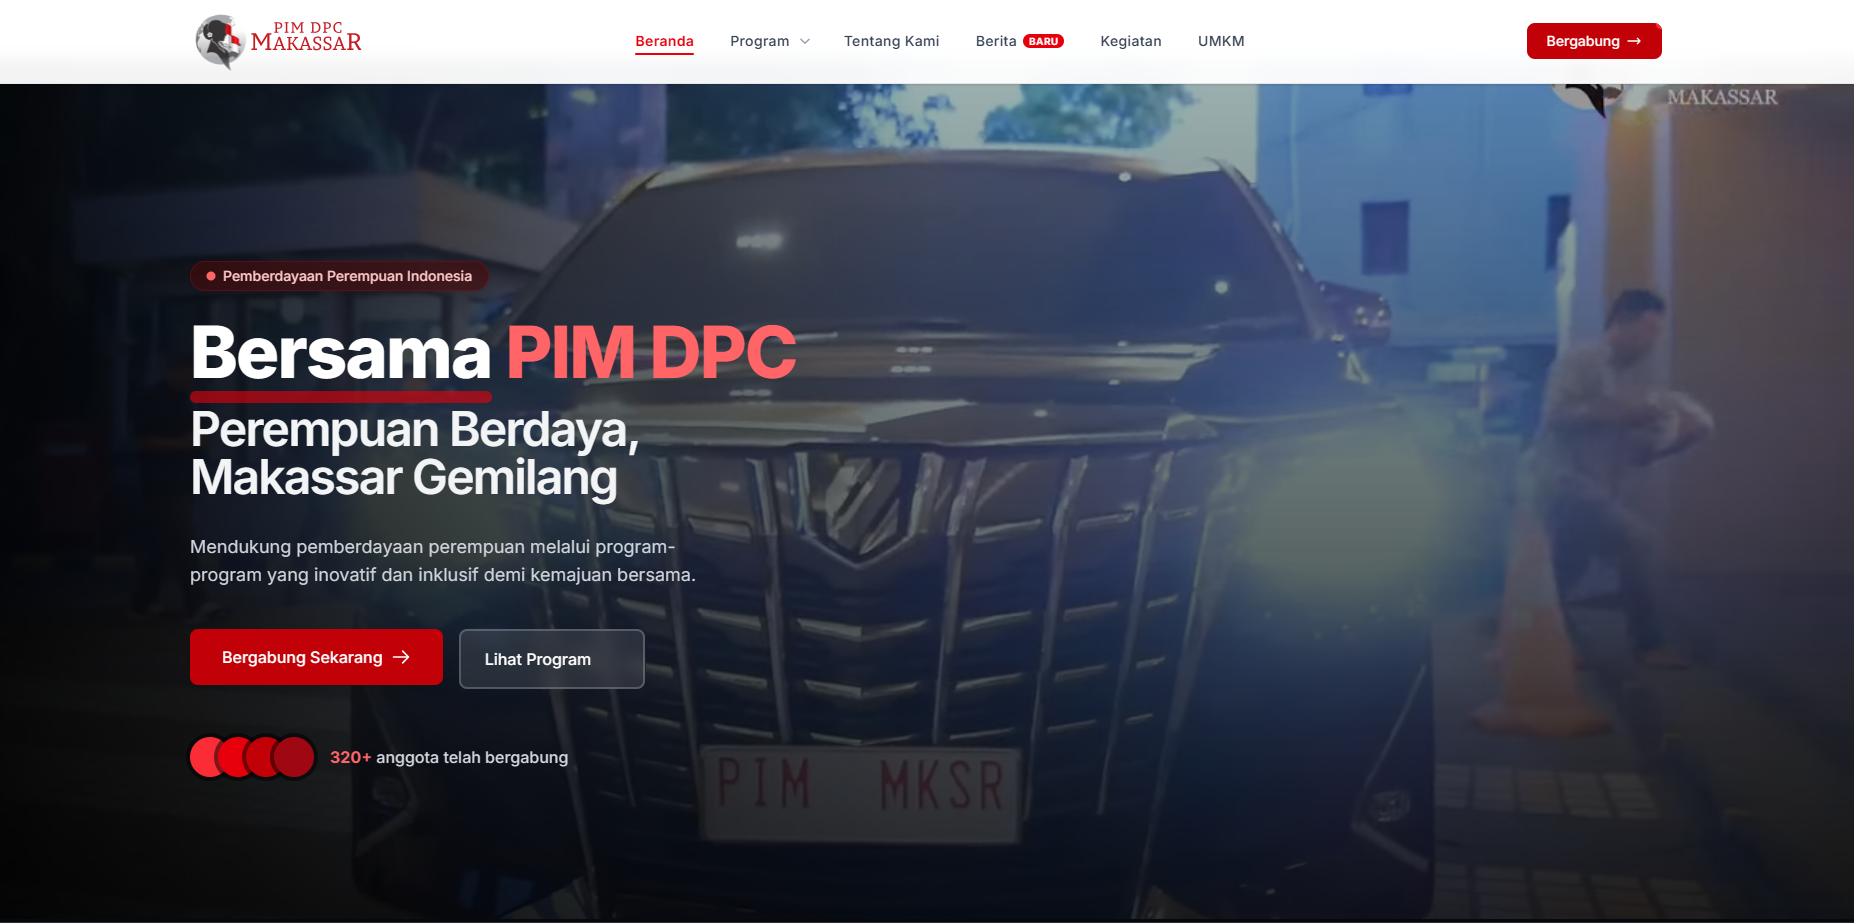 PIM DPC
MAKASSAR
Beranda
Program
Tentang Kami
Berita BARU
Kegiatan
UMKM
Bergabung →
MAKASSAR
Pemberdayaan Perempuan Indonesia
Bersama PIM DPC
Perempuan Berdaya,
Makassar Gemilang
Mendukung pemberdayaan perempuan melalui program-
program yang inovatif dan inklusif demi kemajuan bersama.
Bergabung Sekarang →
Lihat Program
320+ anggota telah bergabung
PIM MKSR